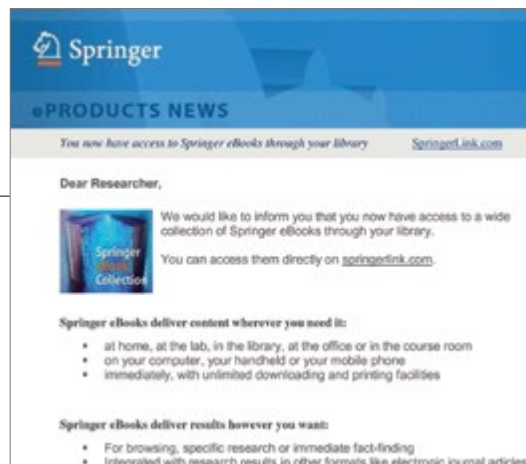 Springer
ePRODUCTS NEWS
You now have access to Springer eBooks through your library SpringerLink.com
Dear Researcher,
We would like to inform you that you now have access to a wide
collection of Springer eBooks through your library.
Springer
eBook
Collection
You can access them directly on springerlink.com.
Springer eBooks deliver content wherever you need it:
at home, at the lab, in the library, at the office or in the course room
on your computer, your handheld or your mobile phone
immediately, with unlimited downloading and printing facilities
Springer eBooks deliver results however you want:
For browsing, specific research or immediate fact-finding
Integrated with research results in other formats like electronic journal articles